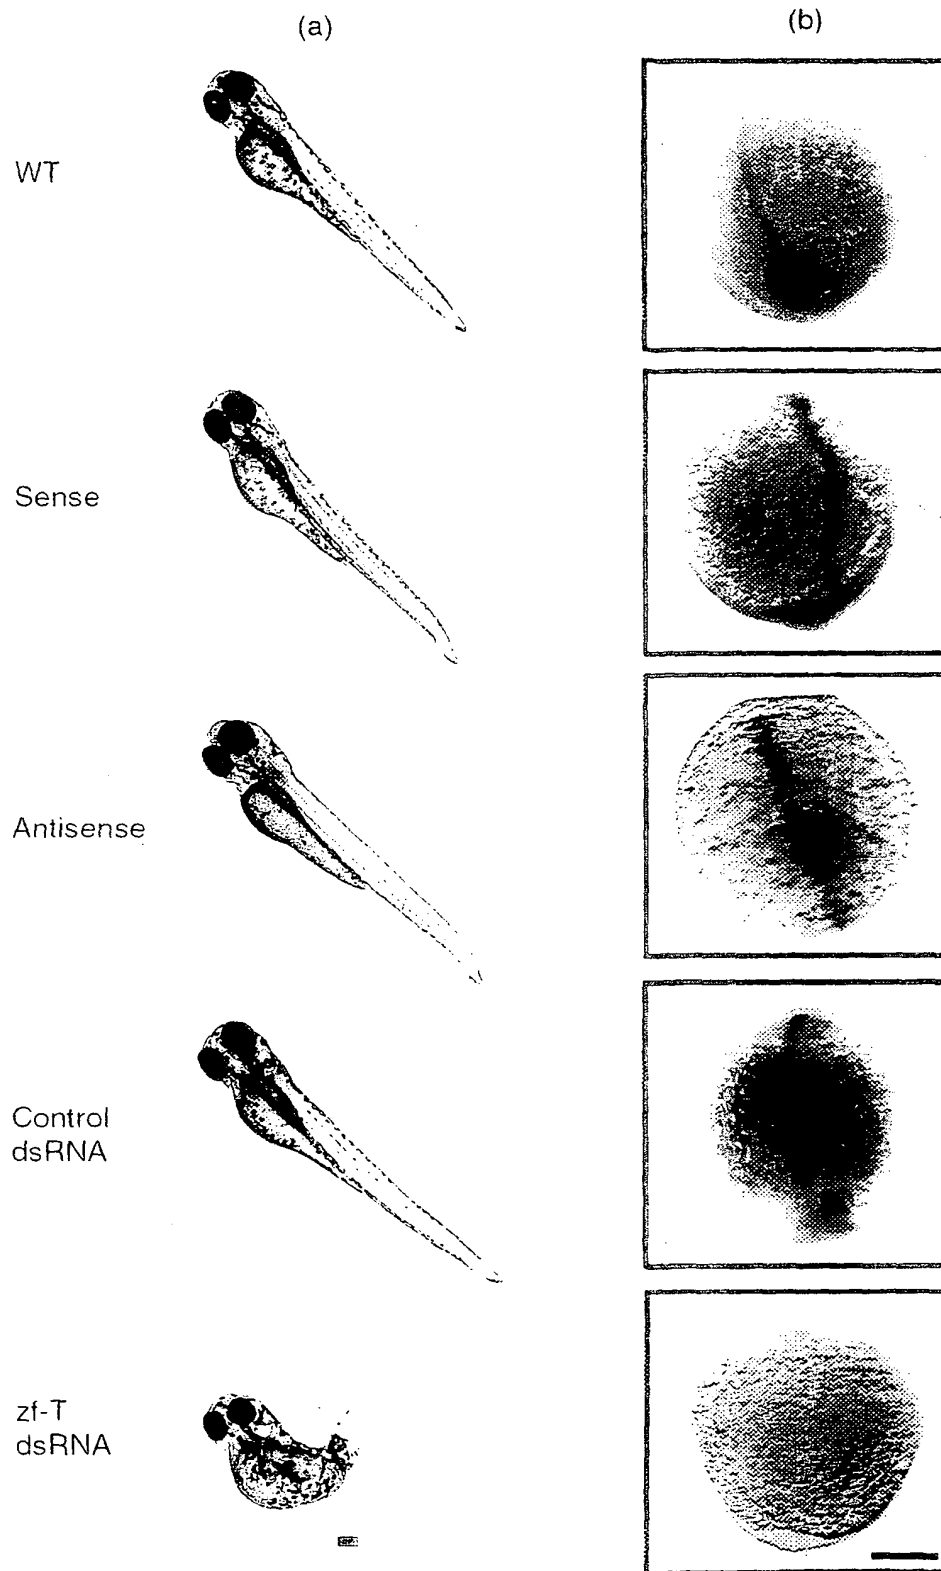 (a)
(b)
WT
Sense
Antisense
Control
dsRNA
zf-T
dsRNA